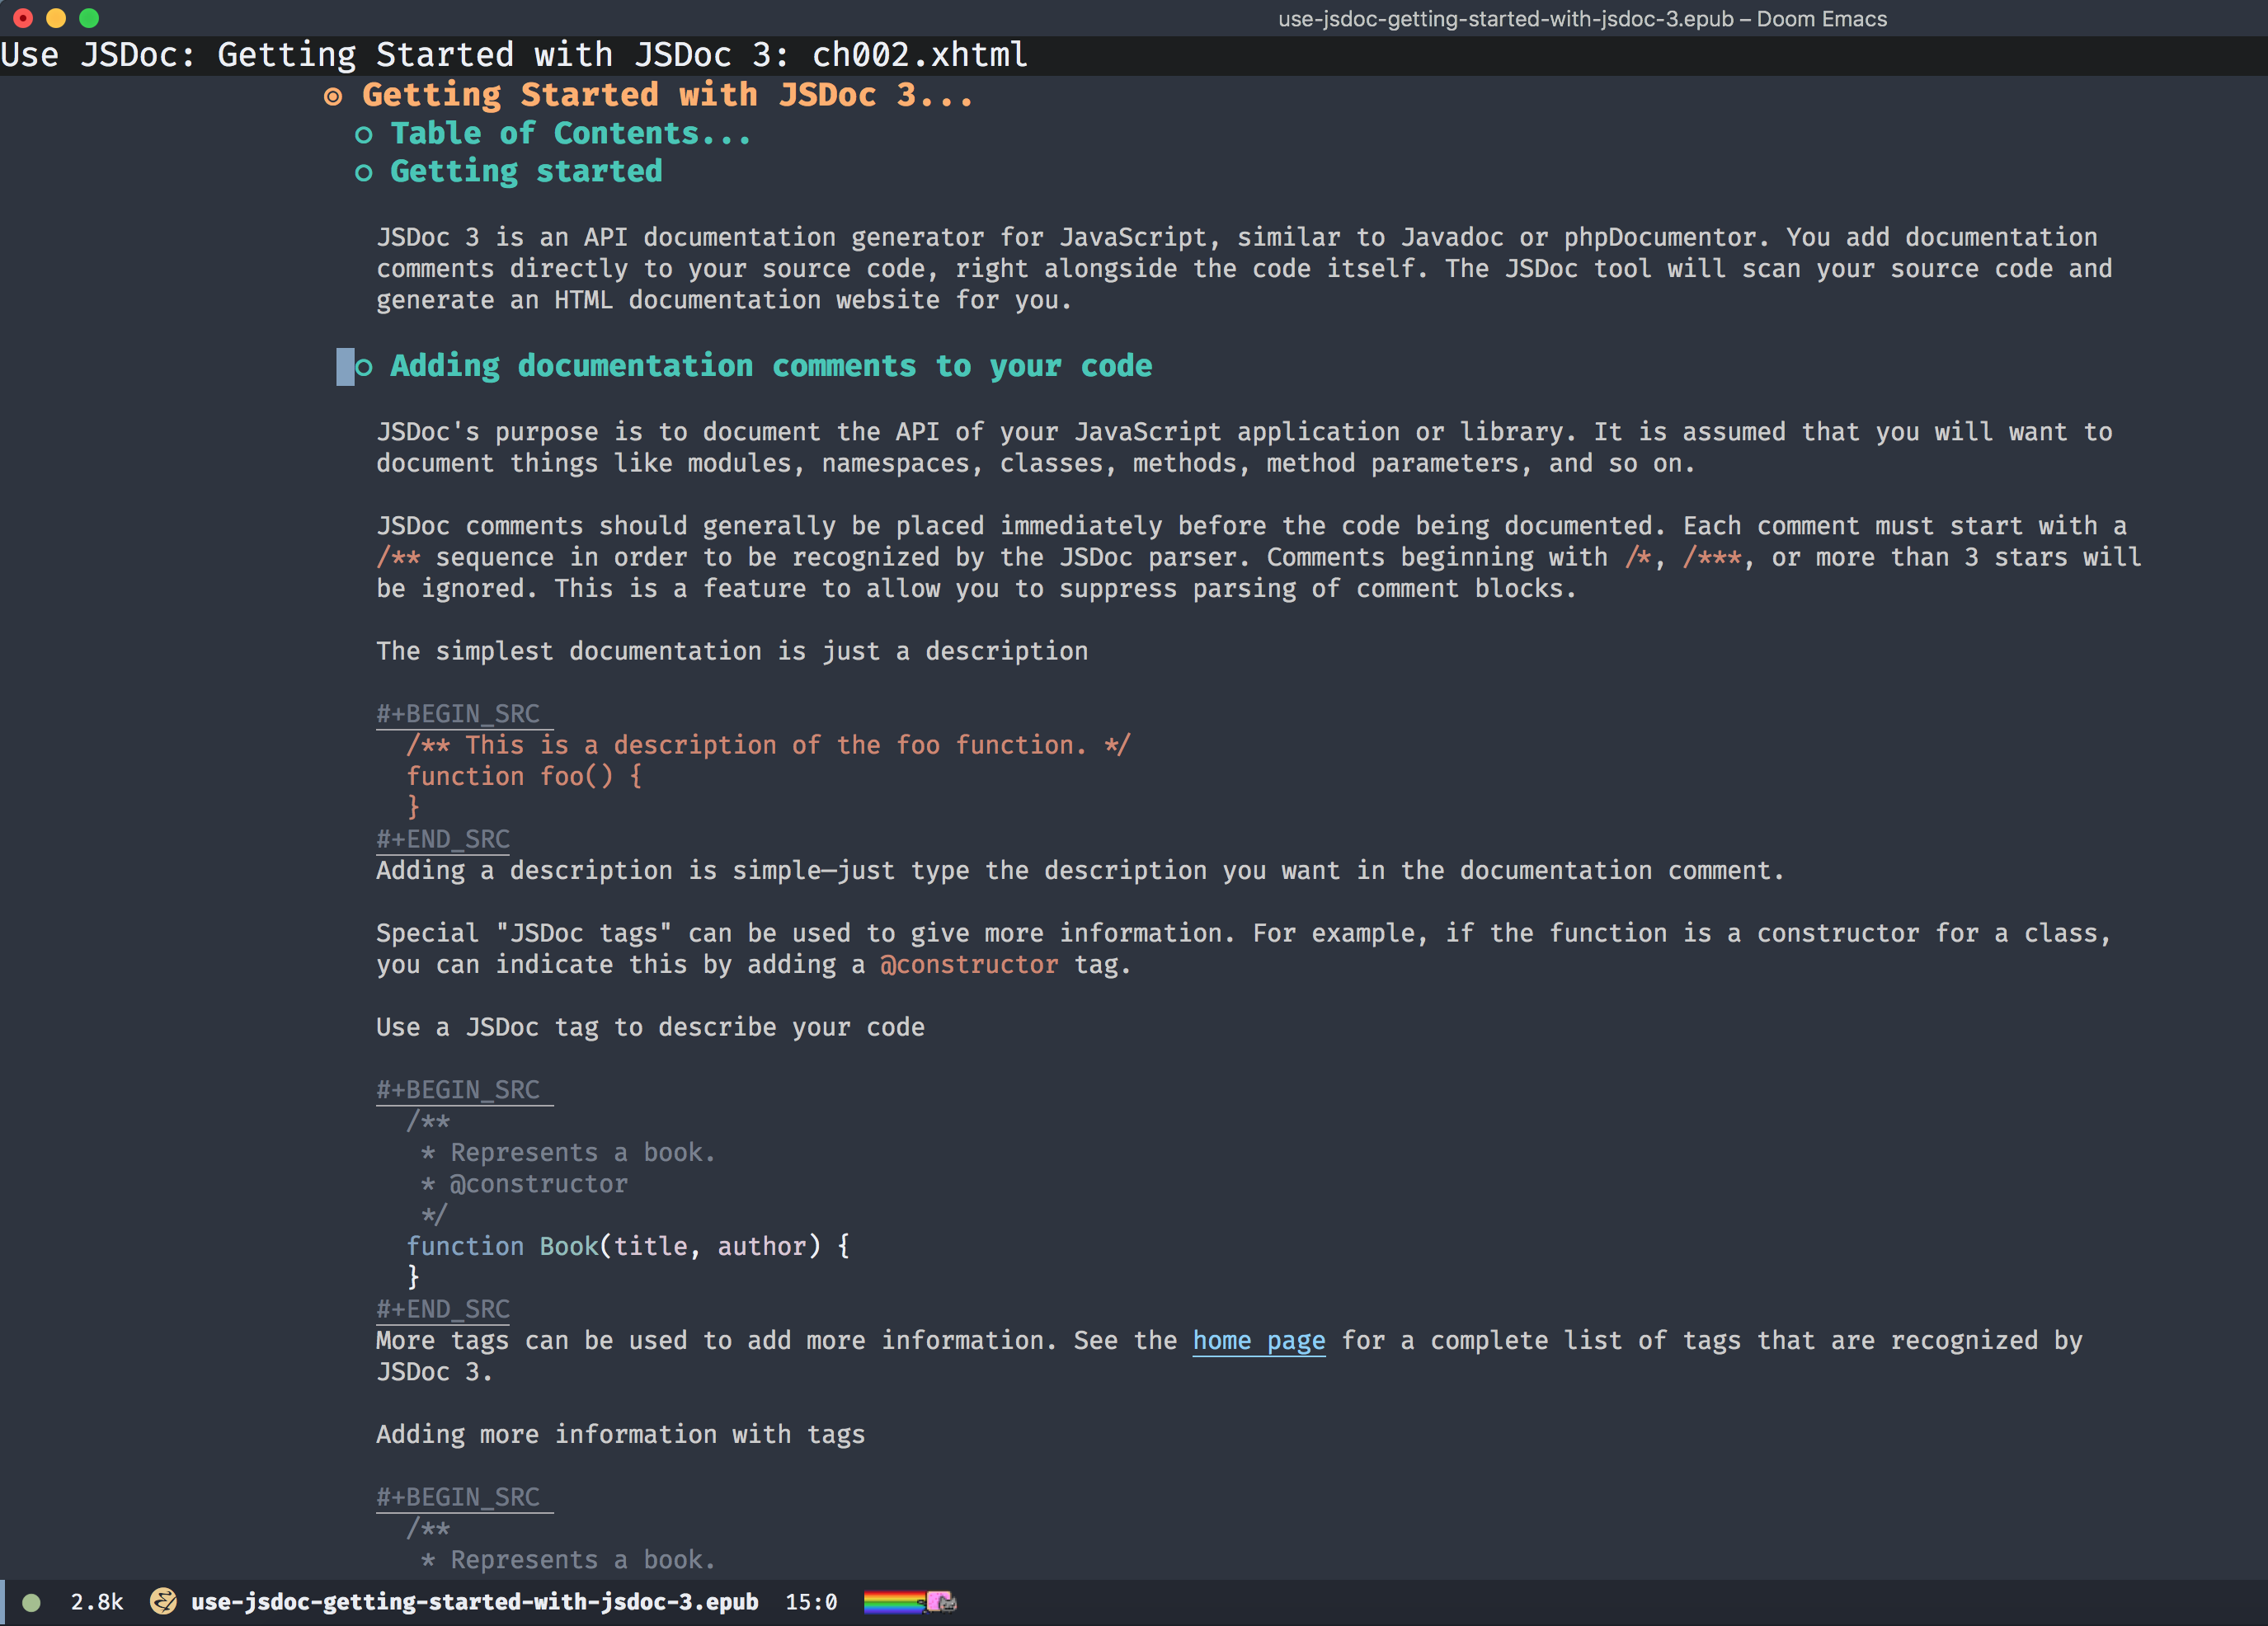 use-jsdoc-getting-started-with-jsdoc-3.epub – Doom Emacs
Use JSDoc: Getting Started with JSDoc 3: ch002.xhtml
Getting Started with JSDoc 3...
Table of Contents...
Getting started
JSDoc 3 is an API documentation generator for JavaScript, similar to Javadoc or phpDocumentor. You add documentation
comments directly to your source code, right alongside the code itself. The JSDoc tool will scan your source code and
generate an HTML documentation website for you.
Adding documentation comments to your code
JSDoc's purpose is to document the API of your JavaScript application or library. It is assumed that you will want to
document things like modules, namespaces, classes, methods, method parameters, and so on.
JSDoc comments should generally be placed immediately before the code being documented. Each comment must start with a
/** sequence in order to be recognized by the JSDoc parser. Comments beginning with /*, /***, or more than 3 stars will
be ignored. This is a feature to allow you to suppress parsing of comment blocks.
The simplest documentation is just a description
#+BEGIN_SRC
/** This is a description of the foo function. */
function foo() {
}
#+END_SRC
Adding a description is simple—just type the description you want in the documentation comment.
Special "JSDoc tags" can be used to give more information. For example, if the function is a constructor for a class,
you can indicate this by adding a @constructor tag.
Use a JSDoc tag to describe your code
#+BEGIN_SRC
/**
* Represents a book.
* @constructor
*/
function Book(title, author) {
}
#+END_SRC
More tags can be used to add more information. See the home page for a complete list of tags that are recognized by
JSDoc 3.
Adding more information with tags
#+BEGIN_SRC
/**
* Represents a book.
2.8k use-jsdoc-getting-started-with-jsdoc-3.epub 15:0